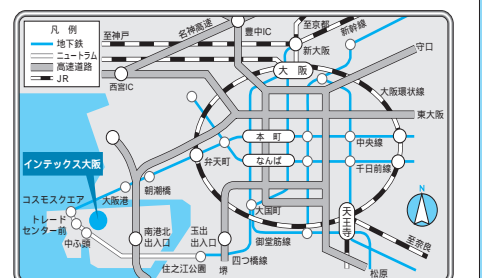 凡 例
地下鉄
ニュートラム
高速道路
JR
至神戸
名神高速
豊中IC
至京都
新幹線
新大阪
守口
西宮IC
大 阪
大阪環状線
東大阪
本 町
中央線
なんば
千日前線
弁天町
インテックス大阪
朝潮橋
大阪港
コスモスクエア
トレード
センター前
中ふ頭
大国町
天王寺
N
南港北
出入口
玉出
出入口
御堂筋線
至奈良
住之江公園
四つ橋線
堺
松原